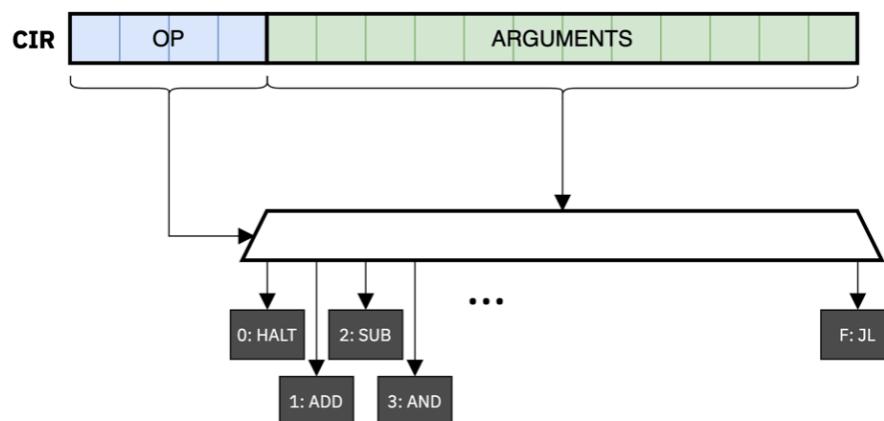 CIR OP ARGUMENTS
...
0: HALT 2: SUB F: JL
1: ADD 3: AND